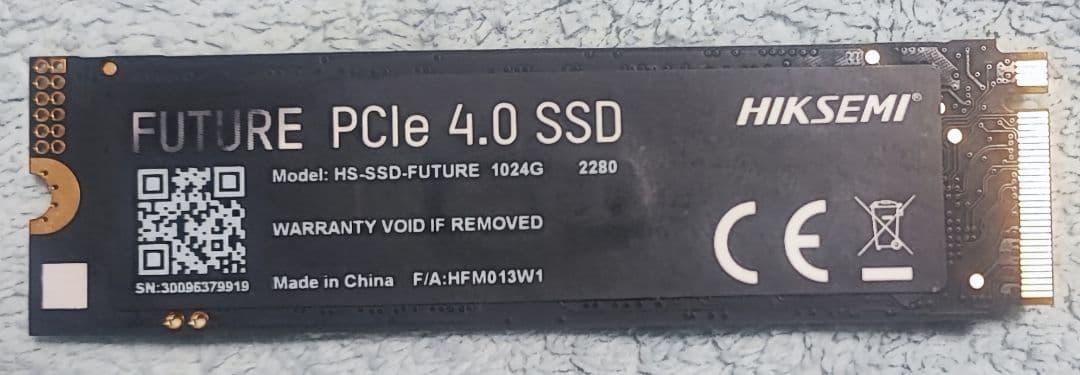 FUTURE PCIe 4.0 SSD
HIKSEMI®
Model: HS-SSD-FUTURE 1024G 2280
WARRANTY VOID IF REMOVED
CE
Made in China F/A:HFM013W1
SN:30096379919